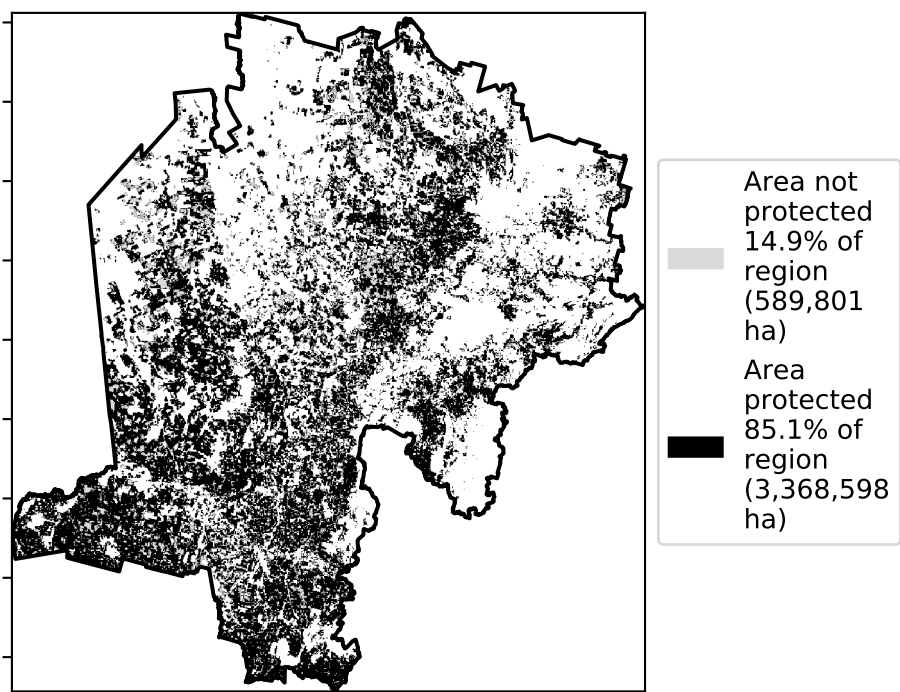 Area not
protected
14.9% of
region
(589,801
ha)
Area
protected
85.1% of
region
(3,368,598
ha)